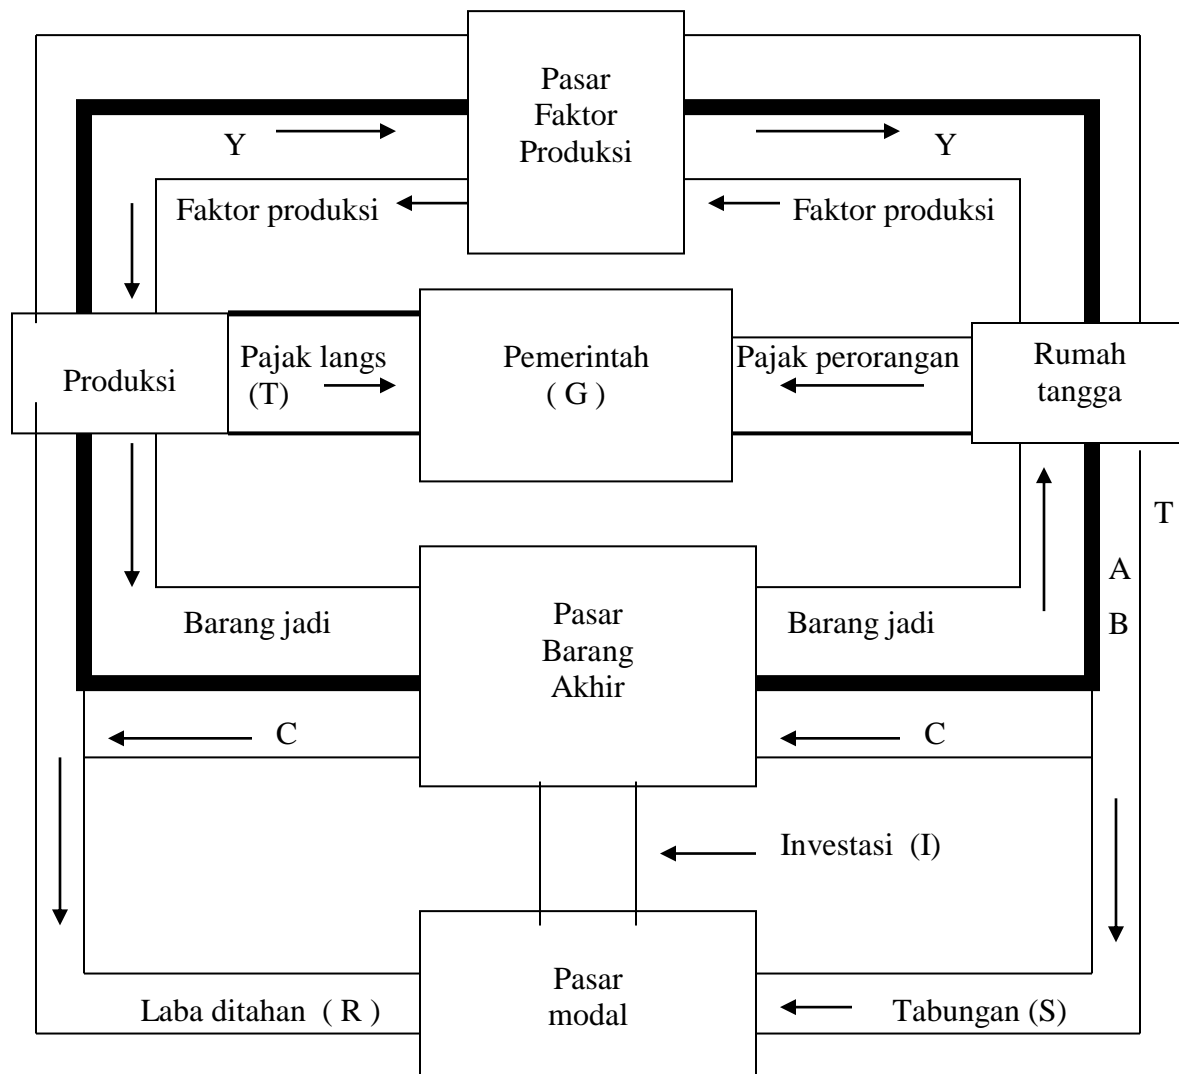 Pasar
Faktor
Produksi
Y
Y
Faktor produksi
Faktor produksi
Produksi
Pajak langs
(T)
Pemerintah
( G )
Pajak perorangan
Rumah
tangga
T
A
B
Barang jadi
Pasar
Barang
Akhir
Barang jadi
C
C
Investasi (I)
Laba ditahan ( R )
Pasar
modal
Tabungan (S)